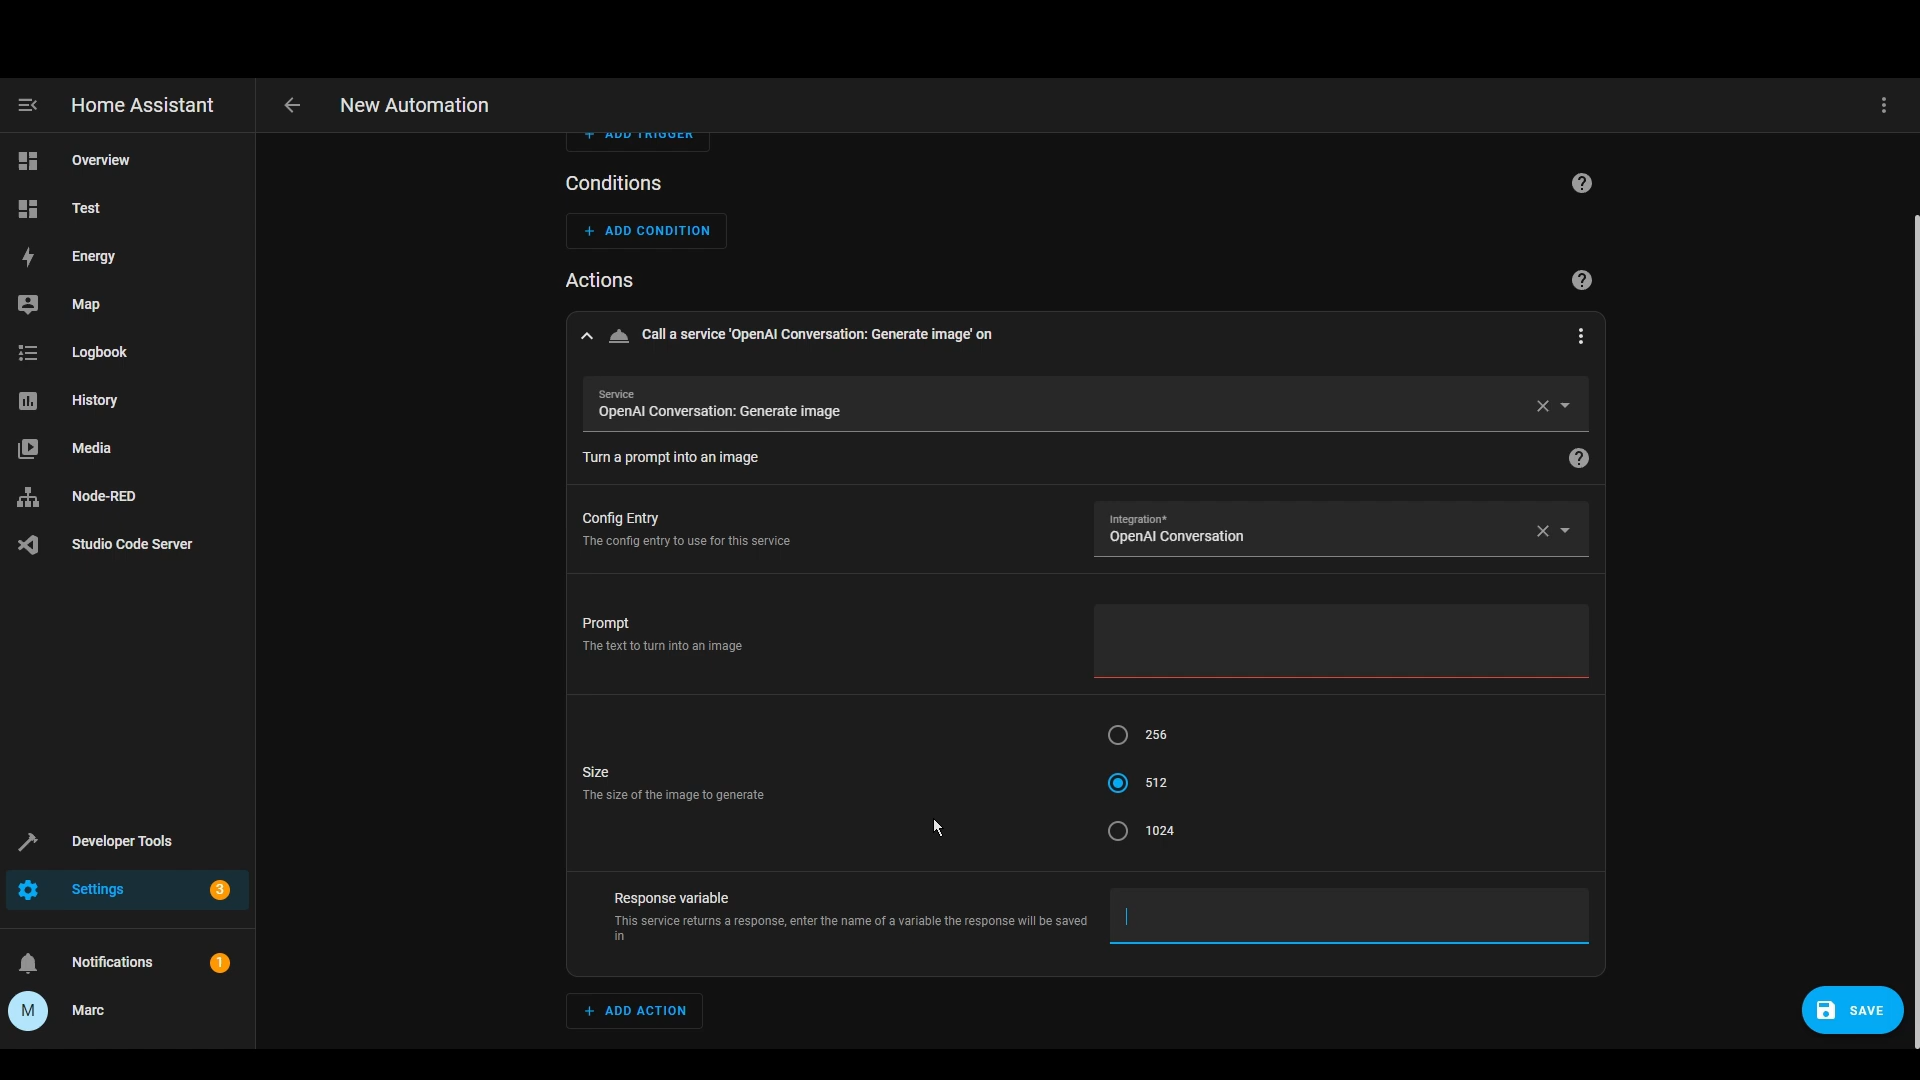 Home Assistant
New Automation
Overview
Test
Energy
Map
Logbook
History
Media
Node-RED
Studio Code Server
Developer Tools
Settings
3
Notifications
1
M
Marc
+ ADD TRIGGER
Conditions
?
+ ADD CONDITION
Actions
?
Call a service 'OpenAI Conversation: Generate image' on
Service
OpenAI Conversation: Generate image
Turn a prompt into an image
?
Config Entry
The config entry to use for this service
Integration*
OpenAI Conversation
Prompt
The text to turn into an image
Size
The size of the image to generate
256
512
1024
Response variable
This service returns a response, enter the name of a variable the response will be saved
in
+ ADD ACTION
SAVE